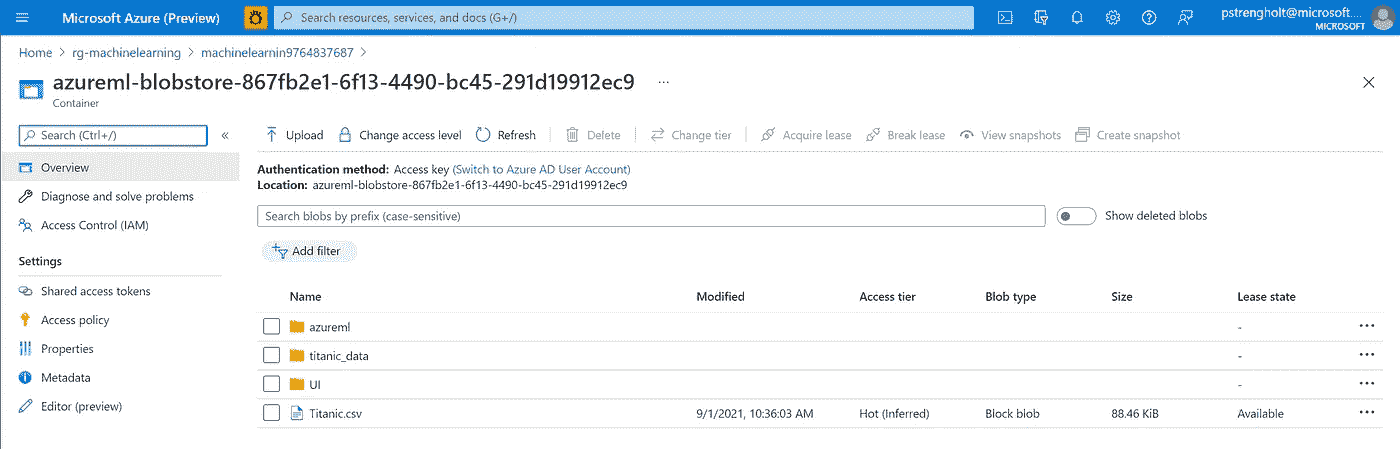 Microsoft Azure (Preview) Search resources, services, and docs (G+/) pstrengholt@microsoft.... MICROSOFT
Home > rg-machinelearning > machinelearnin9764837687 >
azureml-blobstore-867fb2e1-6f13-4490-bc45-291d19912ec9 ...
Container
Search (Ctrl+/) «
Upload Change access level Refresh Delete Change tier Acquire lease Break lease View snapshots Create snapshot
Overview
Diagnose and solve problems
Access Control (IAM)
Settings
Shared access tokens
Access policy
Properties
Metadata
Editor (preview)
Authentication method: Access key (Switch to Azure AD User Account)
Location: azureml-blobstore-867fb2e1-6f13-4490-bc45-291d19912ec9
Search blobs by prefix (case-sensitive) Show deleted blobs
Add filter
Name Modified Access tier Blob type Size Lease state
azureml - ...
titanic_data - ...
UI - ...
Titanic.csv 9/1/2021, 10:36:03 AM Hot (Inferred) Block blob 88.46 KiB Available ...